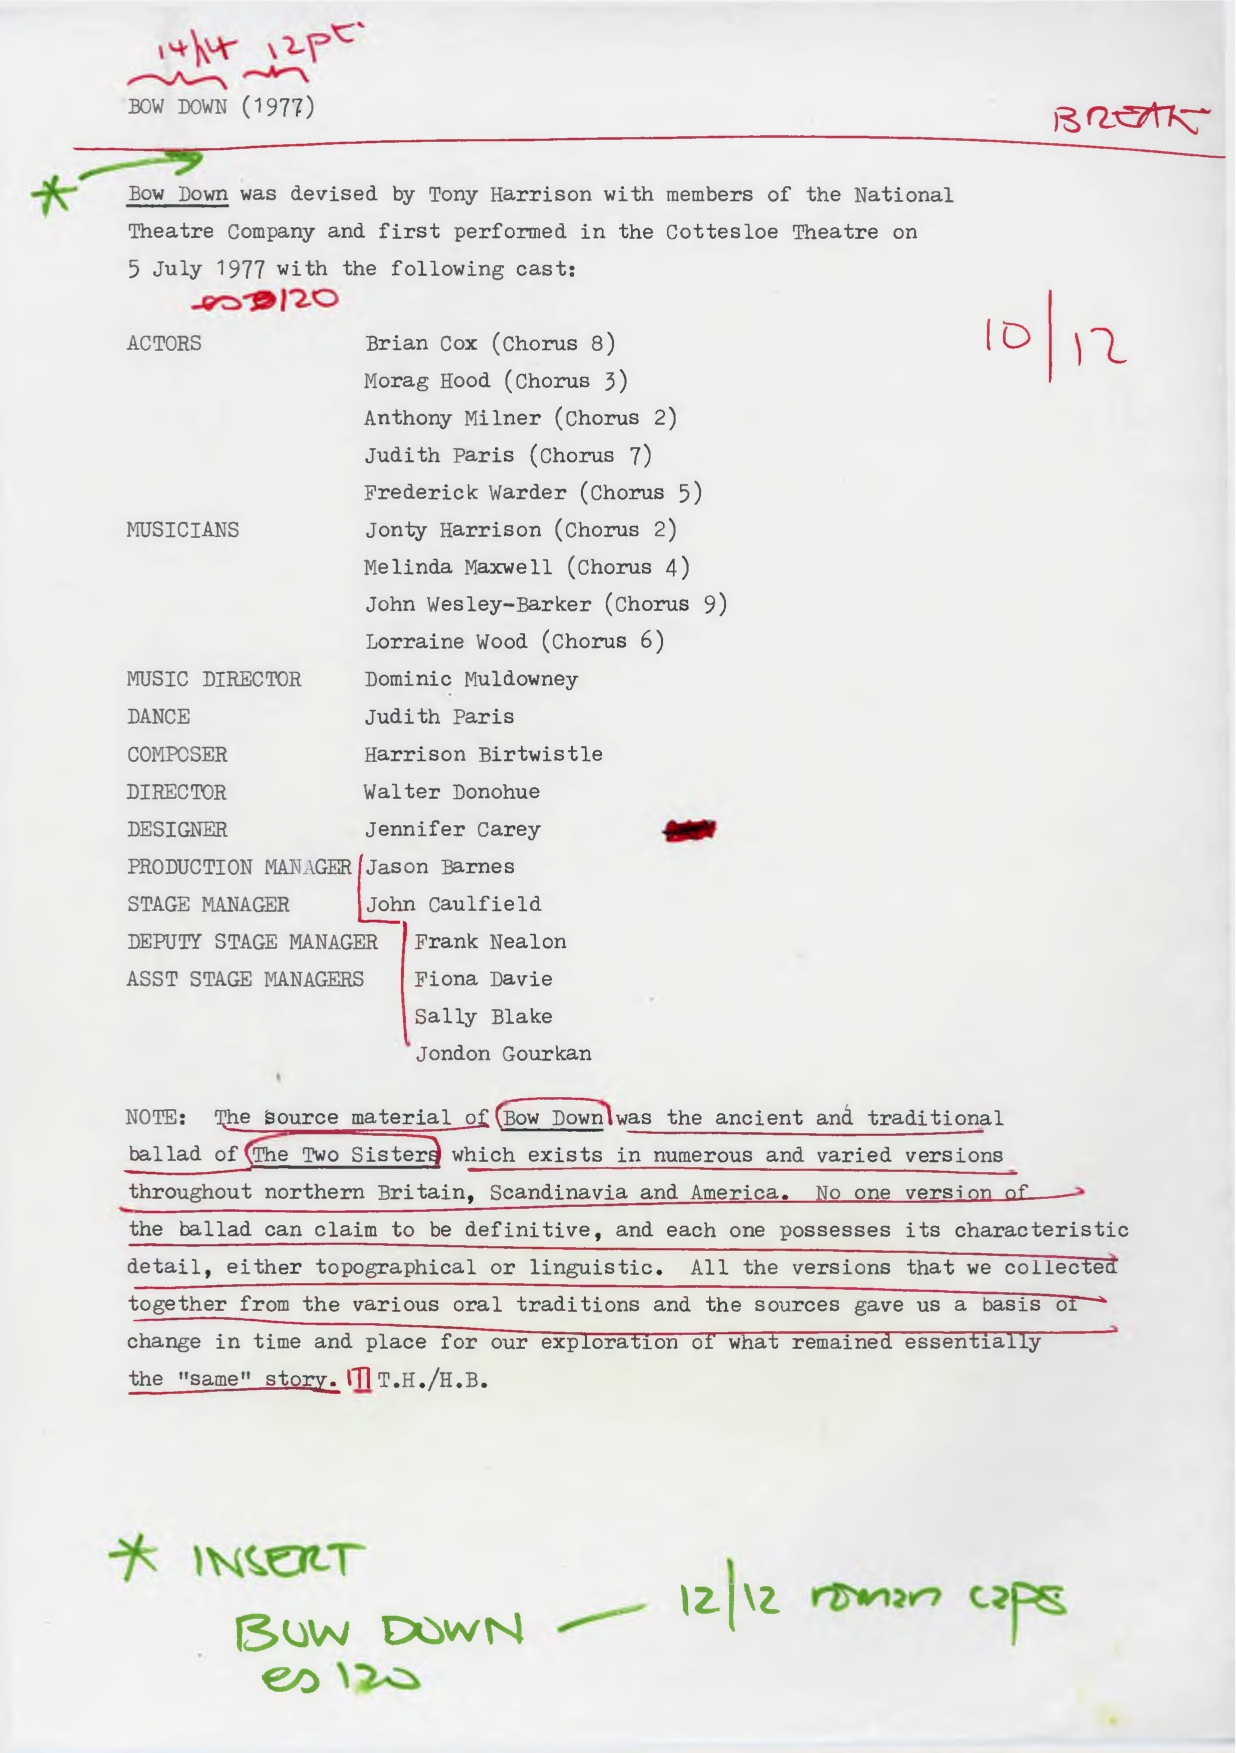 14/14 12pt.
BOW DOWN (1977)
BREAK
* Bow Down was devised by Tony Harrison with members of the National
Theatre Company and first performed in the Cottesloe Theatre on
5 July 1977 with the following cast:
120
10/12
ACTORS Brian Cox (Chorus 8)
Morag Hood (Chorus 3)
Anthony Milner (Chorus 2)
Judith Paris (Chorus 7)
Frederick Warder (Chorus 5)
MUSICIANS Jonty Harrison (Chorus 2)
Melinda Maxwell (Chorus 4)
John Wesley-Barker (Chorus 9)
Lorraine Wood (Chorus 6)
MUSIC DIRECTOR Dominic Muldowney
DANCE Judith Paris
COMPOSER Harrison Birtwistle
DIRECTOR Walter Donohue
DESIGNER Jennifer Carey
PRODUCTION MANAGER Jason Barnes
STAGE MANAGER John Caulfield
DEPUTY STAGE MANAGER Frank Nealon
ASST STAGE MANAGERS Fiona Davie
Sally Blake
Jondon Gourkan
NOTE: The source material of Bow Down was the ancient and traditional
ballad of The Two Sisters which exists in numerous and varied versions
throughout northern Britain, Scandinavia and America. No one version of
the ballad can claim to be definitive, and each one possesses its characteristic
detail, either topographical or linguistic. All the versions that we collected
together from the various oral traditions and the sources gave us a basis of
change in time and place for our exploration of what remained essentially
the "same" story. T.H./H.B.
* INSERT
BOW DOWN — 12/12 roman caps
es 120